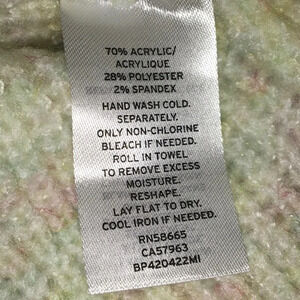 70% ACRYLIC/
ACRYLIQUE
28% POLYESTER
2% SPANDEX
HAND WASH COLD.
SEPARATELY.
ONLY NON-CHLORINE
BLEACH IF NEEDED.
ROLL IN TOWEL
TO REMOVE EXCESS
MOISTURE.
RESHAPE.
LAY FLAT TO DRY.
COOL IRON IF NEEDED.
RN58665
CA57963
BP420422MI